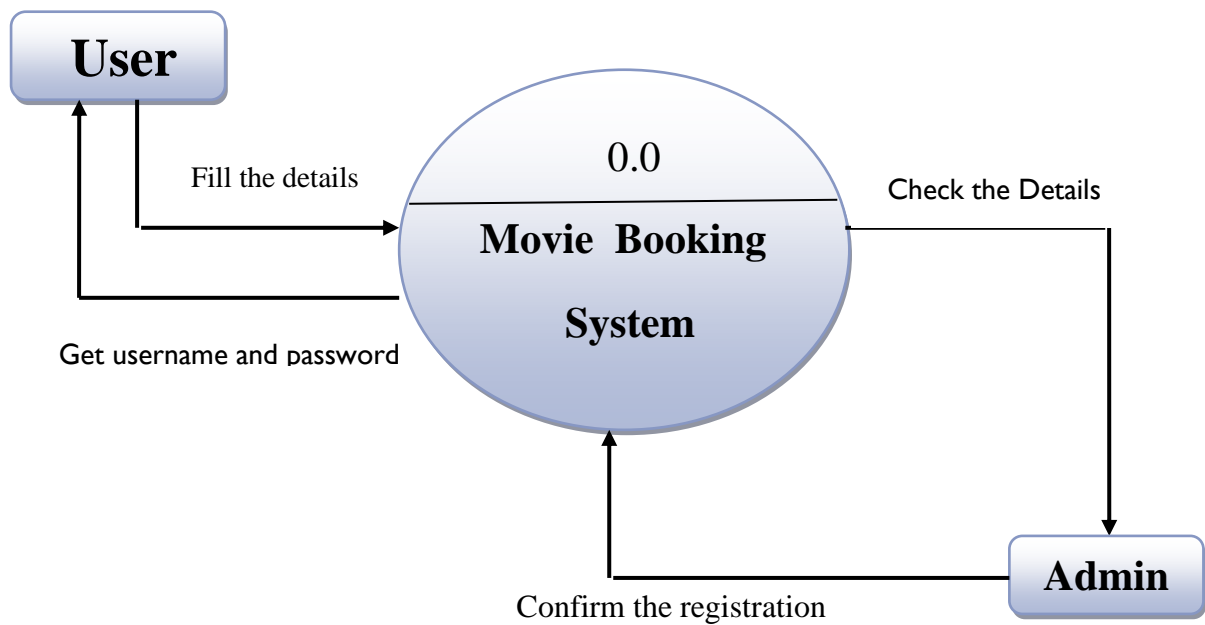 User
0.0
Fill the details
Check the Details
Movie Booking
System
Get username and password
Admin
Confirm the registration